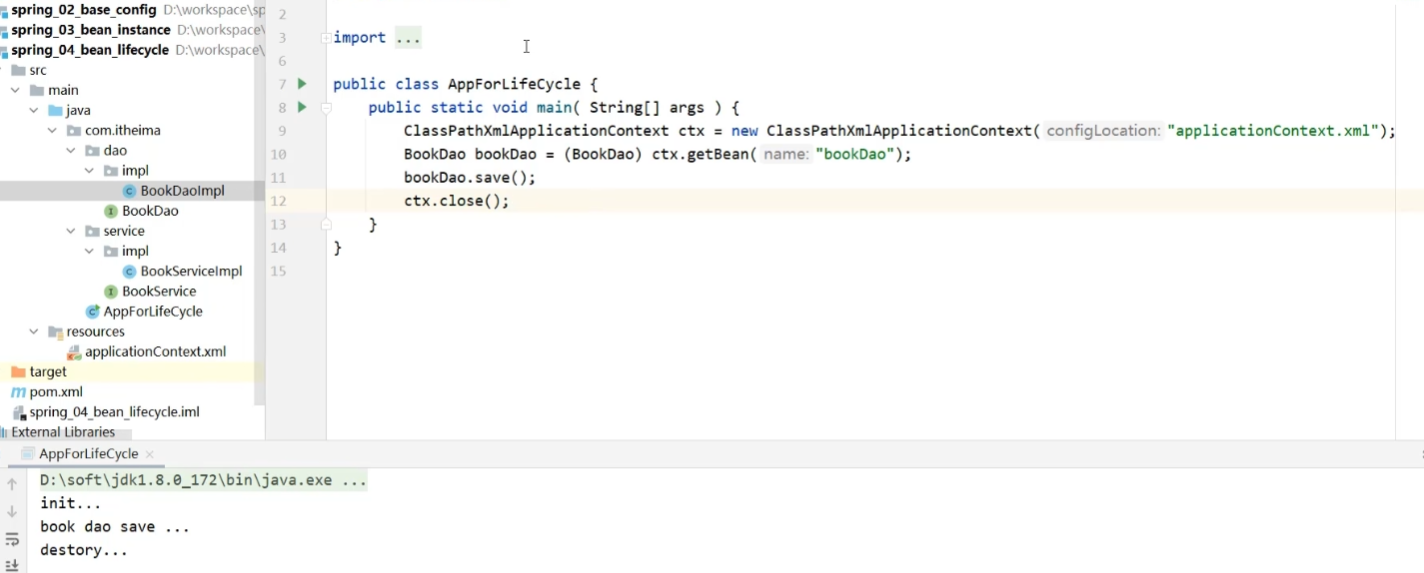 spring_02_base_config D:\workspace\sp
spring_03_bean_instance D:\workspace\
spring_04_bean_lifecycle D:\workspace\
src
main
java
com.itheima
dao
impl
BookDaoImpl
BookDao
service
impl
BookServiceImpl
BookService
AppForLifeCycle
resources
applicationContext.xml
target
pom.xml
spring_04_bean_lifecycle.iml
External Libraries
2
3 import ...
6
7 public class AppForLifeCycle {
8 public static void main( String[] args ) {
9 ClassPathXmlApplicationContext ctx = new ClassPathXmlApplicationContext( configLocation: "applicationContext.xml");
10 BookDao bookDao = (BookDao) ctx.getBean( name: "bookDao");
11 bookDao.save();
12 ctx.close();
13 }
14 }
15
AppForLifeCycle
D:\soft\jdk1.8.0_172\bin\java.exe ...
init...
book dao save ...
destory...